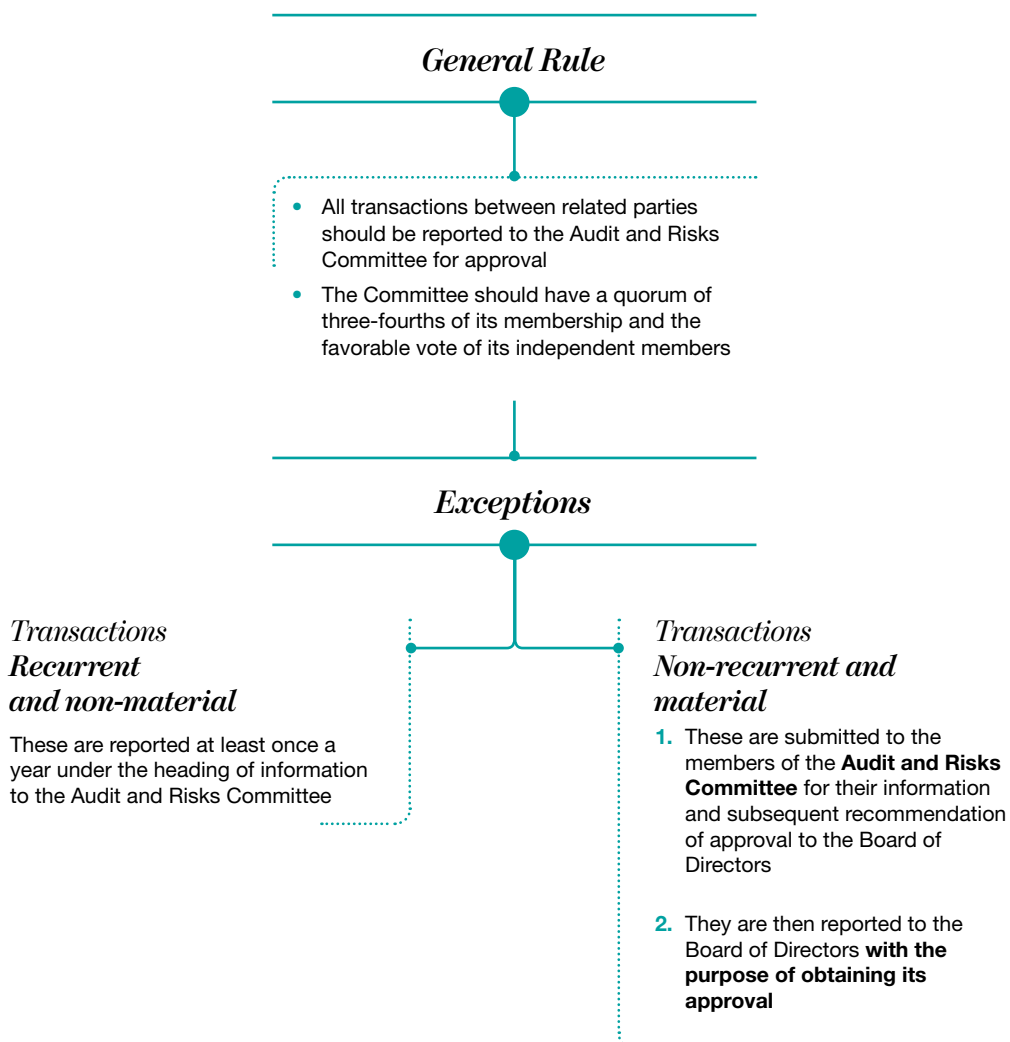 General Rule
• All transactions between related parties
should be reported to the Audit and Risks
Committee for approval
• The Committee should have a quorum of
three-fourths of its membership and the
favorable vote of its independent members
Exceptions
Transactions
Recurrent
and non-material
These are reported at least once a
year under the heading of information
to the Audit and Risks Committee
Transactions
Non-recurrent and
material
1. These are submitted to the
members of the Audit and Risks
Committee for their information
and subsequent recommendation
of approval to the Board of
Directors
2. They are then reported to the
Board of Directors with the
purpose of obtaining its
approval